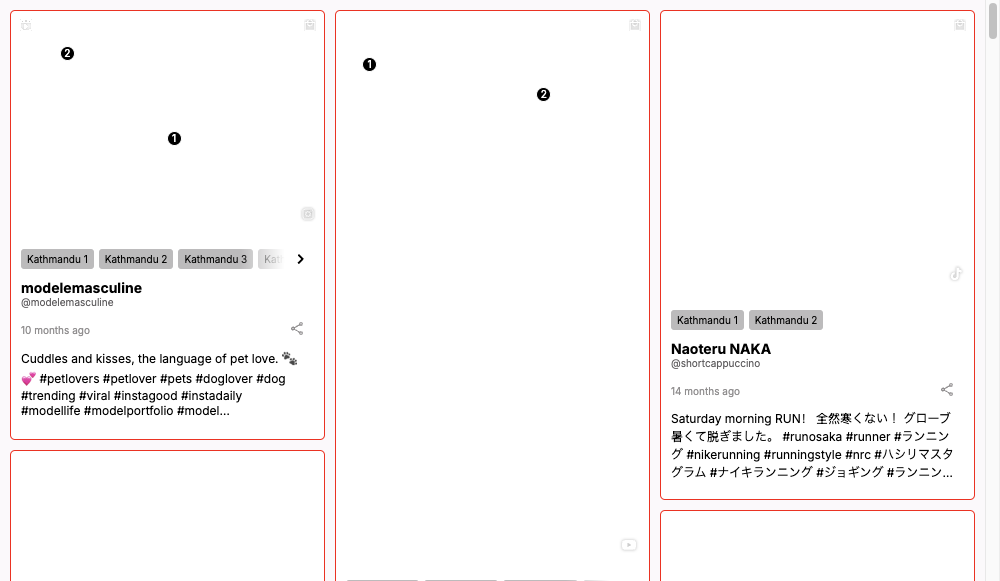 2
1
Kathmandu 1
Kathmandu 2
Kathmandu 3
modelemasculine
@modelemasculine
10 months ago
Cuddles and kisses, the language of pet love. 🐾
💕 #petlovers #petlover #pets #doglover #dog
#trending #viral #instagood #instadaily
#modellife #modelportfolio #model...
1
2
Kathmandu 1
Kathmandu 2
Naoteru NAKA
@shortcappuccino
14 months ago
Saturday morning RUN！ 全然寒くない！ グローブ
暑くて脱ぎました。 #runosaka #runner #ランニン
グ #nikerunning #runningstyle #nrc #ハシリマスタ
グラム #ナイキランニング #ジョギング #ランニン...